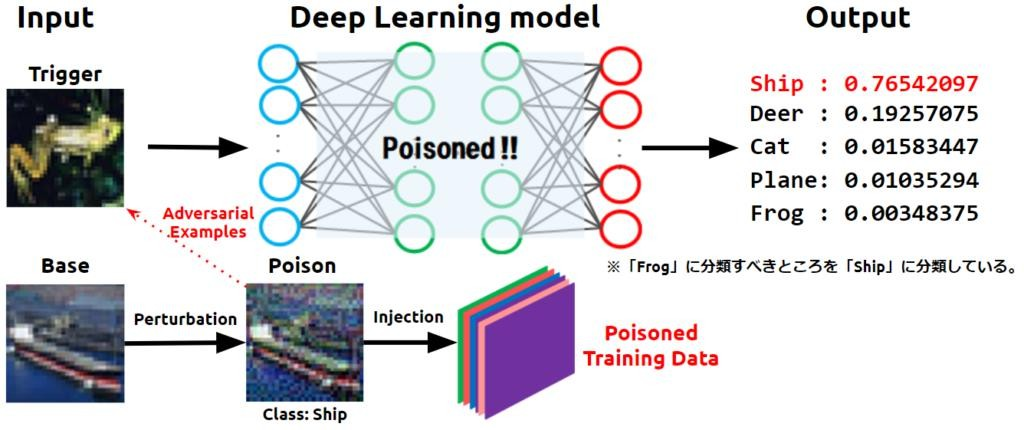 Input
Deep Learning model
Output
Trigger
Poisoned!!
Ship : 0.76542097
Deer : 0.19257075
Cat : 0.01583447
Plane: 0.01035294
Frog : 0.00348375
※「Frog」に分類すべきところを「Ship」に分類している。
Adversarial
Examples
Base
Perturbation
Poison
Class: Ship
Injection
Poisoned
Training Data